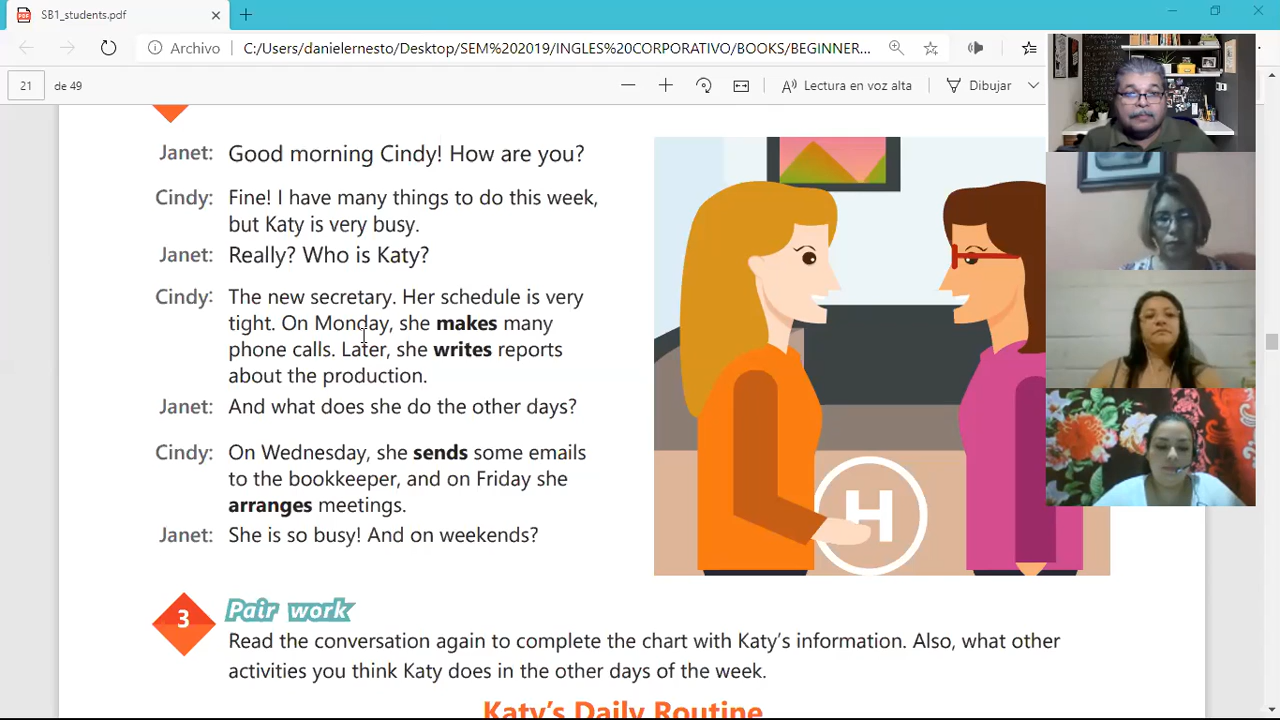 SB1_students.pdf
Archivo
C:/Users/danielernesto/Desktop/SEM%202019/INGLES%20CORPORATIVO/BOOKS/BEGINNER...
21 de 49
Lectura en voz alta
Dibujar
Janet: Good morning Cindy! How are you?
Cindy: Fine! I have many things to do this week,
but Katy is very busy.
Janet: Really? Who is Katy?
Cindy: The new secretary. Her schedule is very
tight. On Monday, she makes many
phone calls. Later, she writes reports
about the production.
Janet: And what does she do the other days?
Cindy: On Wednesday, she sends some emails
to the bookkeeper, and on Friday she
arranges meetings.
Janet: She is so busy! And on weekends?
H
3 Pair work
Read the conversation again to complete the chart with Katy's information. Also, what other
activities you think Katy does in the other days of the week.
Katy's Daily Routine